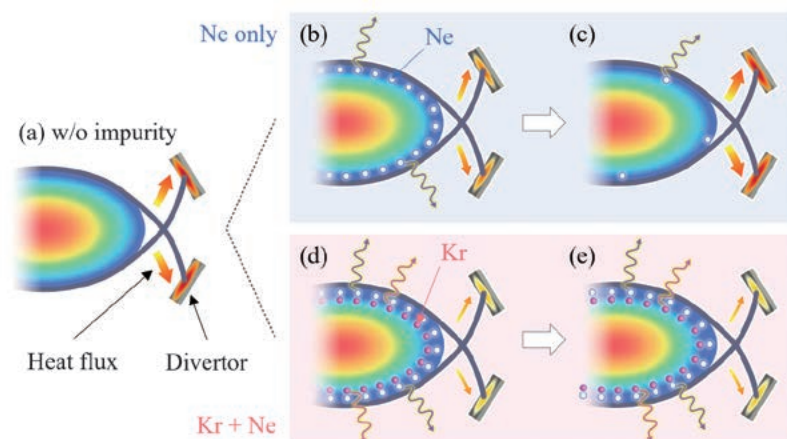 Ne only
(b)
Ne
(c)
(a) w/o impurity
Heat flux
Divertor
(d)
Kr
(e)
Kr + Ne